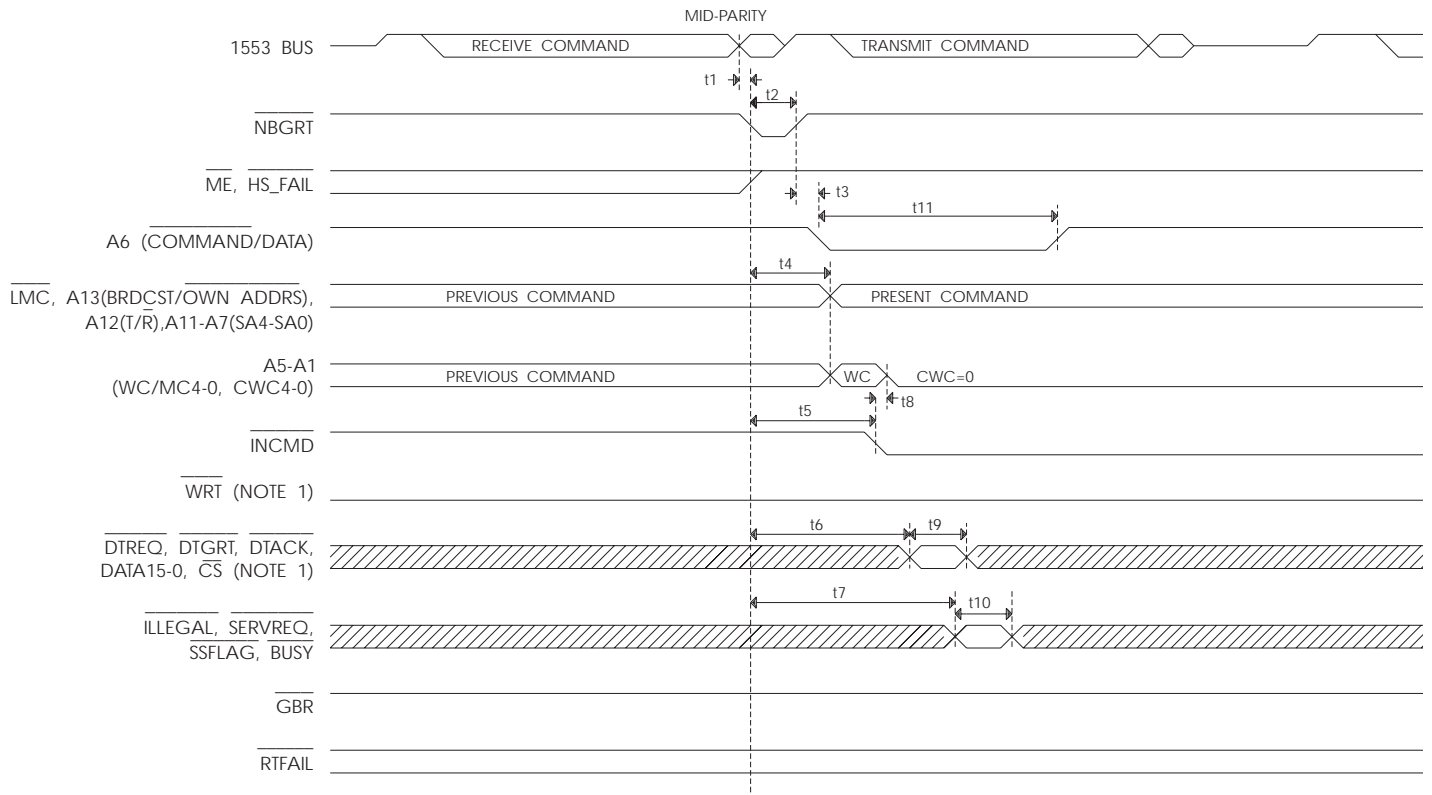 MID-PARITY
1553 BUS
RECEIVE COMMAND
TRANSMIT COMMAND
t1
t2
NBGRT
ME, HS_FAIL
t3
t11
A6 (COMMAND/DATA)
t4
LMC, A13(BRDCST/OWN ADDRS),
A12(T/R),A11-A7(SA4-SA0)
PREVIOUS COMMAND
PRESENT COMMAND
A5-A1
(WC/MC4-0, CWC4-0)
PREVIOUS COMMAND
WC
CWC=0
t8
t5
INCMD
WRT (NOTE 1)
t6
t9
DTREQ, DTGRT, DTACK,
DATA15-0, CS (NOTE 1)
t7
t10
ILLEGAL, SERVREQ,
SSFLAG, BUSY
GBR
RTFAIL